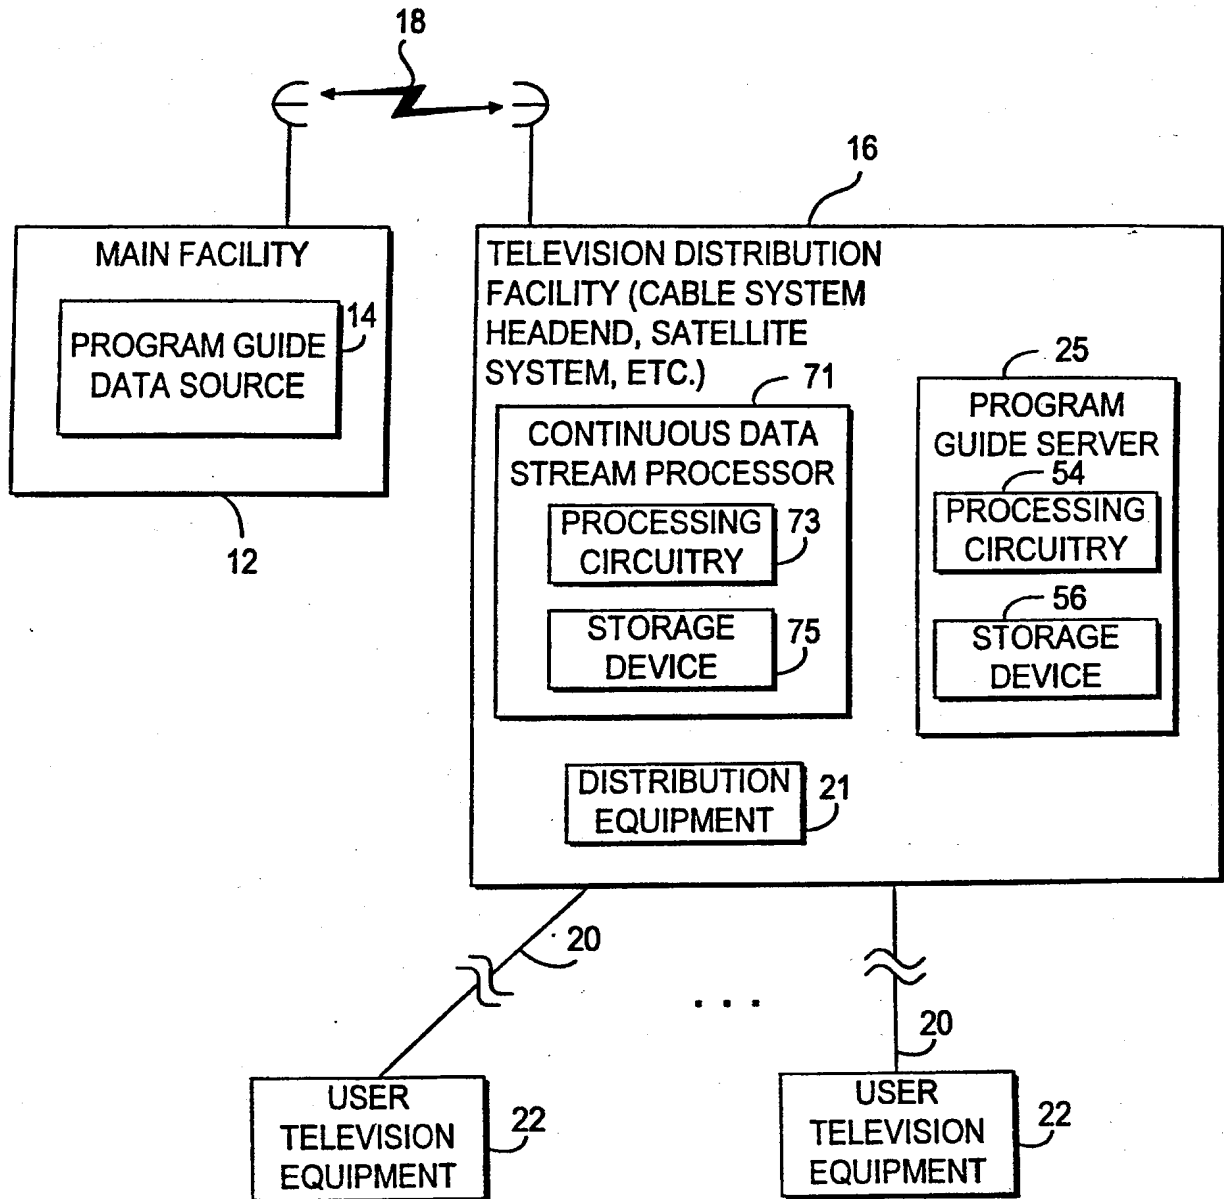 18
16
MAIN FACILITY
PROGRAM GUIDE
DATA SOURCE
14
12
TELEVISION DISTRIBUTION
FACILITY (CABLE SYSTEM
HEADEND, SATELLITE
SYSTEM, ETC.)
71
CONTINUOUS DATA
STREAM PROCESSOR
PROCESSING
CIRCUITRY
73
STORAGE
DEVICE
75
25
PROGRAM
GUIDE SERVER
54
PROCESSING
CIRCUITRY
56
STORAGE
DEVICE
DISTRIBUTION
EQUIPMENT
21
20
...
20
USER
TELEVISION
EQUIPMENT
22
USER
TELEVISION
EQUIPMENT
22